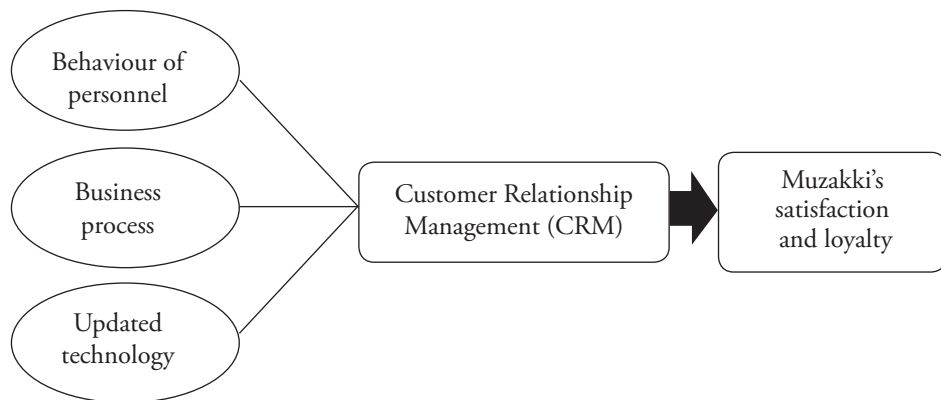 Behaviour of
personnel
Business
process
Updated
technology
Customer Relationship
Management (CRM)
Muzakki’s
satisfaction
and loyalty